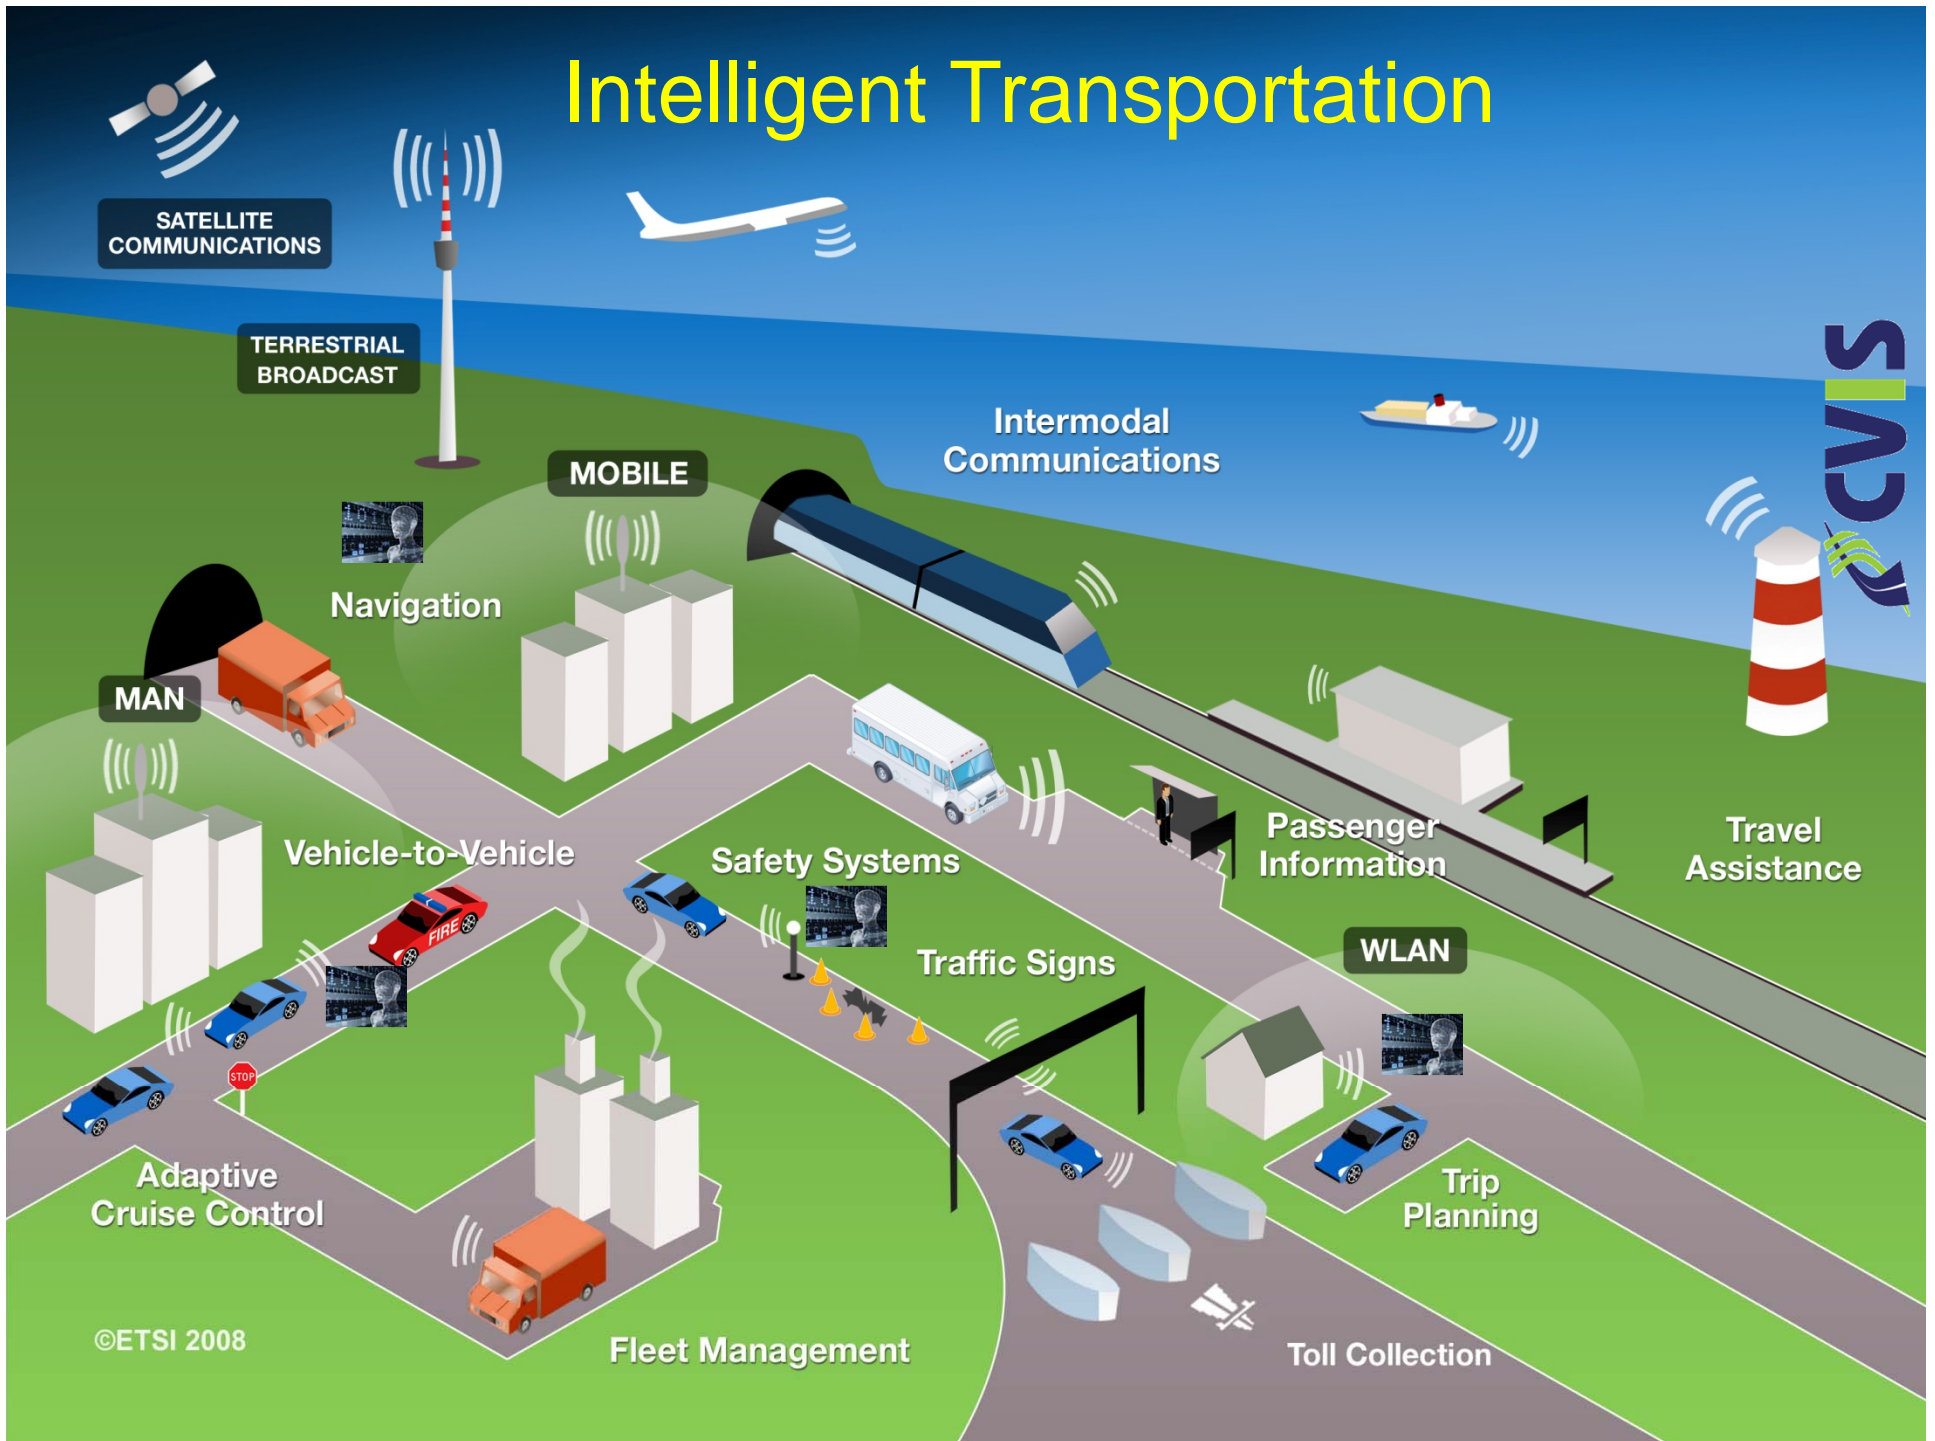 Intelligent Transportation
SATELLITE
COMMUNICATIONS
TERRESTRIAL
BROADCAST
CVIS
Intermodal
Communications
MOBILE
Navigation
MAN
Vehicle-to-Vehicle
Safety Systems
Passenger
Information
Travel
Assistance
FIRE
Traffic Signs
WLAN
STOP
Adaptive
Cruise Control
Trip
Planning
©ETSI 2008
Fleet Management
Toll Collection